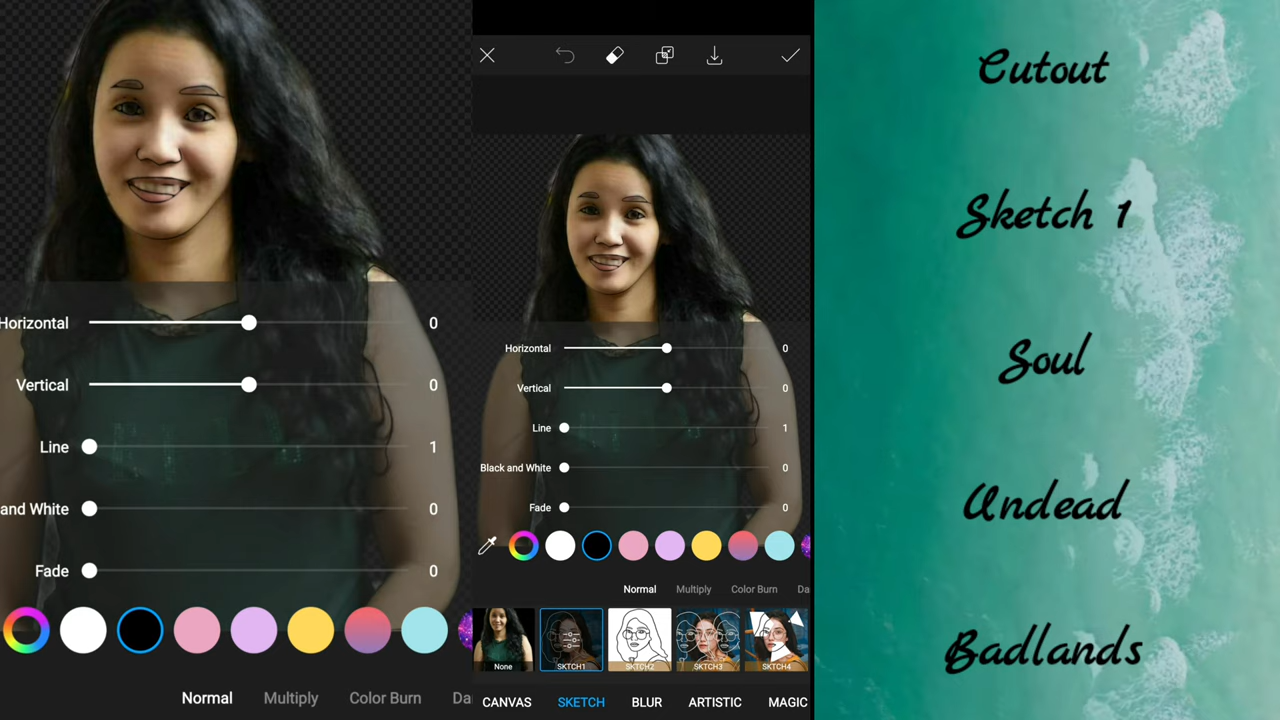 Horizontal 0
Vertical 0
Line 1
and White 0
Fade 0
Normal Multiply Color Burn Da
Horizontal 0
Vertical 0
Line 1
Black and White 0
Fade 0
Normal Multiply Color Burn Da
None SKTCH1 SKTCH2 SKTCH3 SKTCH4
CANVAS SKETCH BLUR ARTISTIC MAGIC
Cutout
Sketch 1
Soul
Undead
Badlands